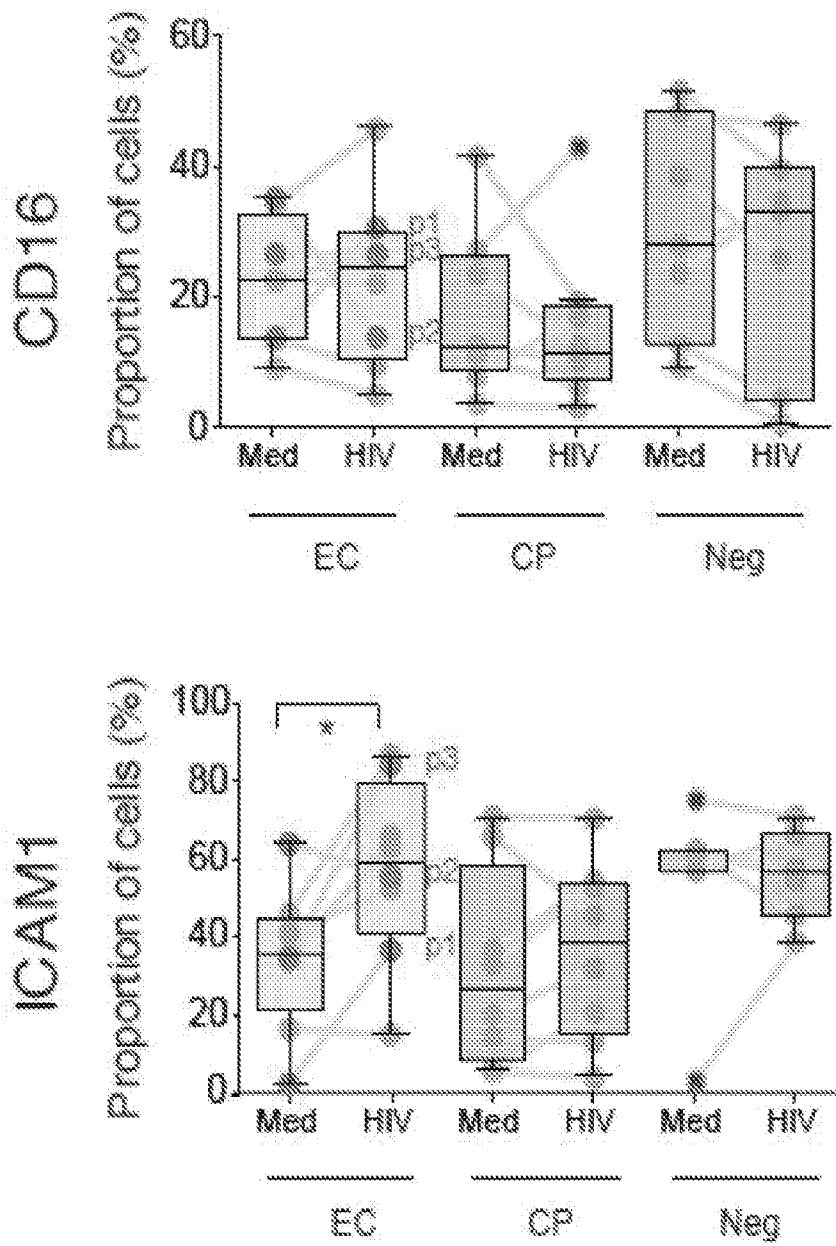 CD16
Proportion of cells (%)
60
40
20
0
p1
p3
p2
Med HIV Med HIV Med HIV
EC CP Neg
ICAM1
Proportion of cells (%)
100
80
60
40
20
0
*
p3
p2
p1
Med HIV Med HIV Med HIV
EC CP Neg